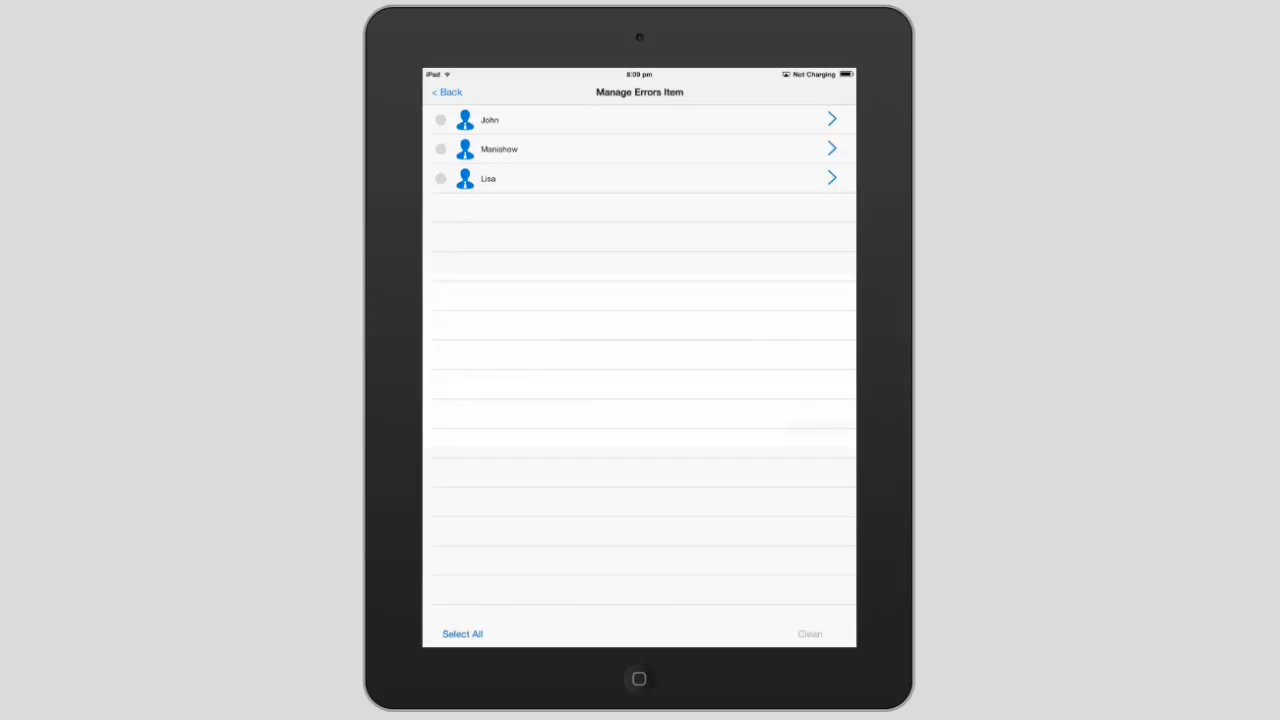 iPad 8:09 pm Not Charging
< Back Manage Errors Item
John
Manishow
Lisa
Select All Clean